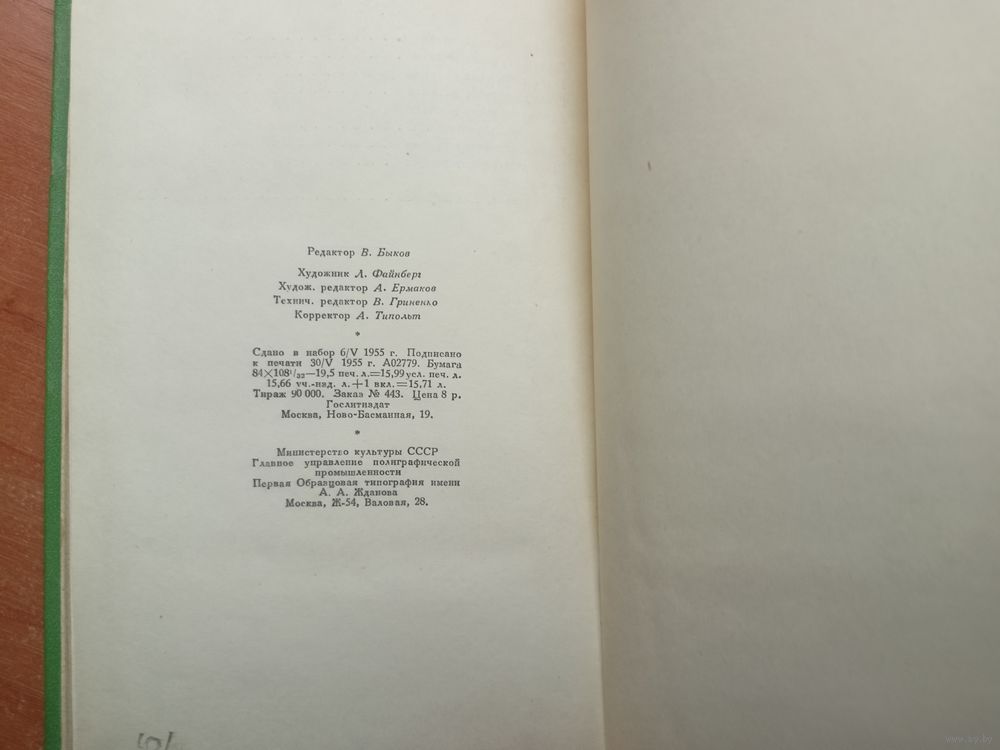 Редактор В. Быков
Художник Л. Файнберг
Худож. редактор А. Ермаков
Технич. редактор В. Гриненко
Корректор А. Типольт
*
Сдано в набор 6/V 1955 г. Подписано
к печати 30/V 1955 г. А02779. Бумага
84×108¹/₃₂—19,5 печ. л.=15,99 усл. печ. л.
15,66 уч.-изд. л.+1 вкл.=15,71 л.
Тираж 90 000. Заказ № 443. Цена 8 р.
Гослитиздат
Москва, Ново-Басманная, 19.
*
Министерство культуры СССР
Главное управление полиграфической
промышленности
Первая Образцовая типография имени
А. А. Жданова
Москва, Ж-54, Валовая, 28.
www.ay.by